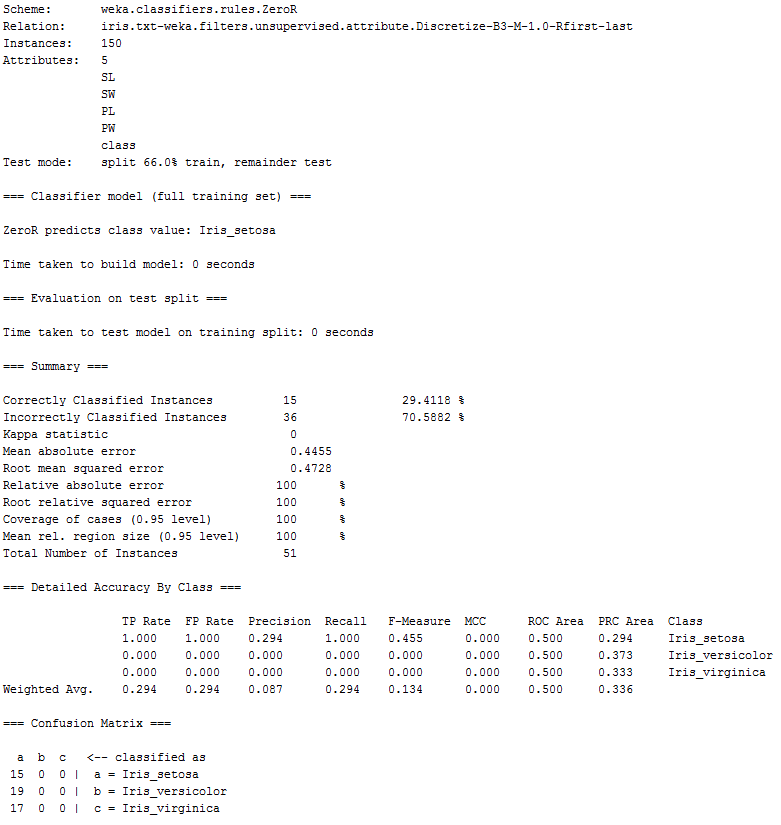 Scheme: weka.classifiers.rules.ZeroR
Relation: iris.txt-weka.filters.unsupervised.attribute.Discretize-B3-M-1.0-Rfirst-last
Instances: 150
Attributes: 5
SL
SW
PL
PW
class
Test mode: split 66.0% train, remainder test
=== Classifier model (full training set) ===
ZeroR predicts class value: Iris_setosa
Time taken to build model: 0 seconds
=== Evaluation on test split ===
Time taken to test model on training split: 0 seconds
=== Summary ===
Correctly Classified Instances 15 29.4118 %
Incorrectly Classified Instances 36 70.5882 %
Kappa statistic 0
Mean absolute error 0.4455
Root mean squared error 0.4728
Relative absolute error 100 %
Root relative squared error 100 %
Coverage of cases (0.95 level) 100 %
Mean rel. region size (0.95 level) 100 %
Total Number of Instances 51
=== Detailed Accuracy By Class ===
TP Rate FP Rate Precision Recall F-Measure MCC ROC Area PRC Area Class
1.000 1.000 0.294 1.000 0.455 0.000 0.500 0.294 Iris_setosa
0.000 0.000 0.000 0.000 0.000 0.000 0.500 0.373 Iris_versicolor
0.000 0.000 0.000 0.000 0.000 0.000 0.500 0.333 Iris_virginica
Weighted Avg. 0.294 0.294 0.087 0.294 0.134 0.000 0.500 0.336
=== Confusion Matrix ===
a b c <-- classified as
15 0 0 | a = Iris_setosa
19 0 0 | b = Iris_versicolor
17 0 0 | c = Iris_virginica